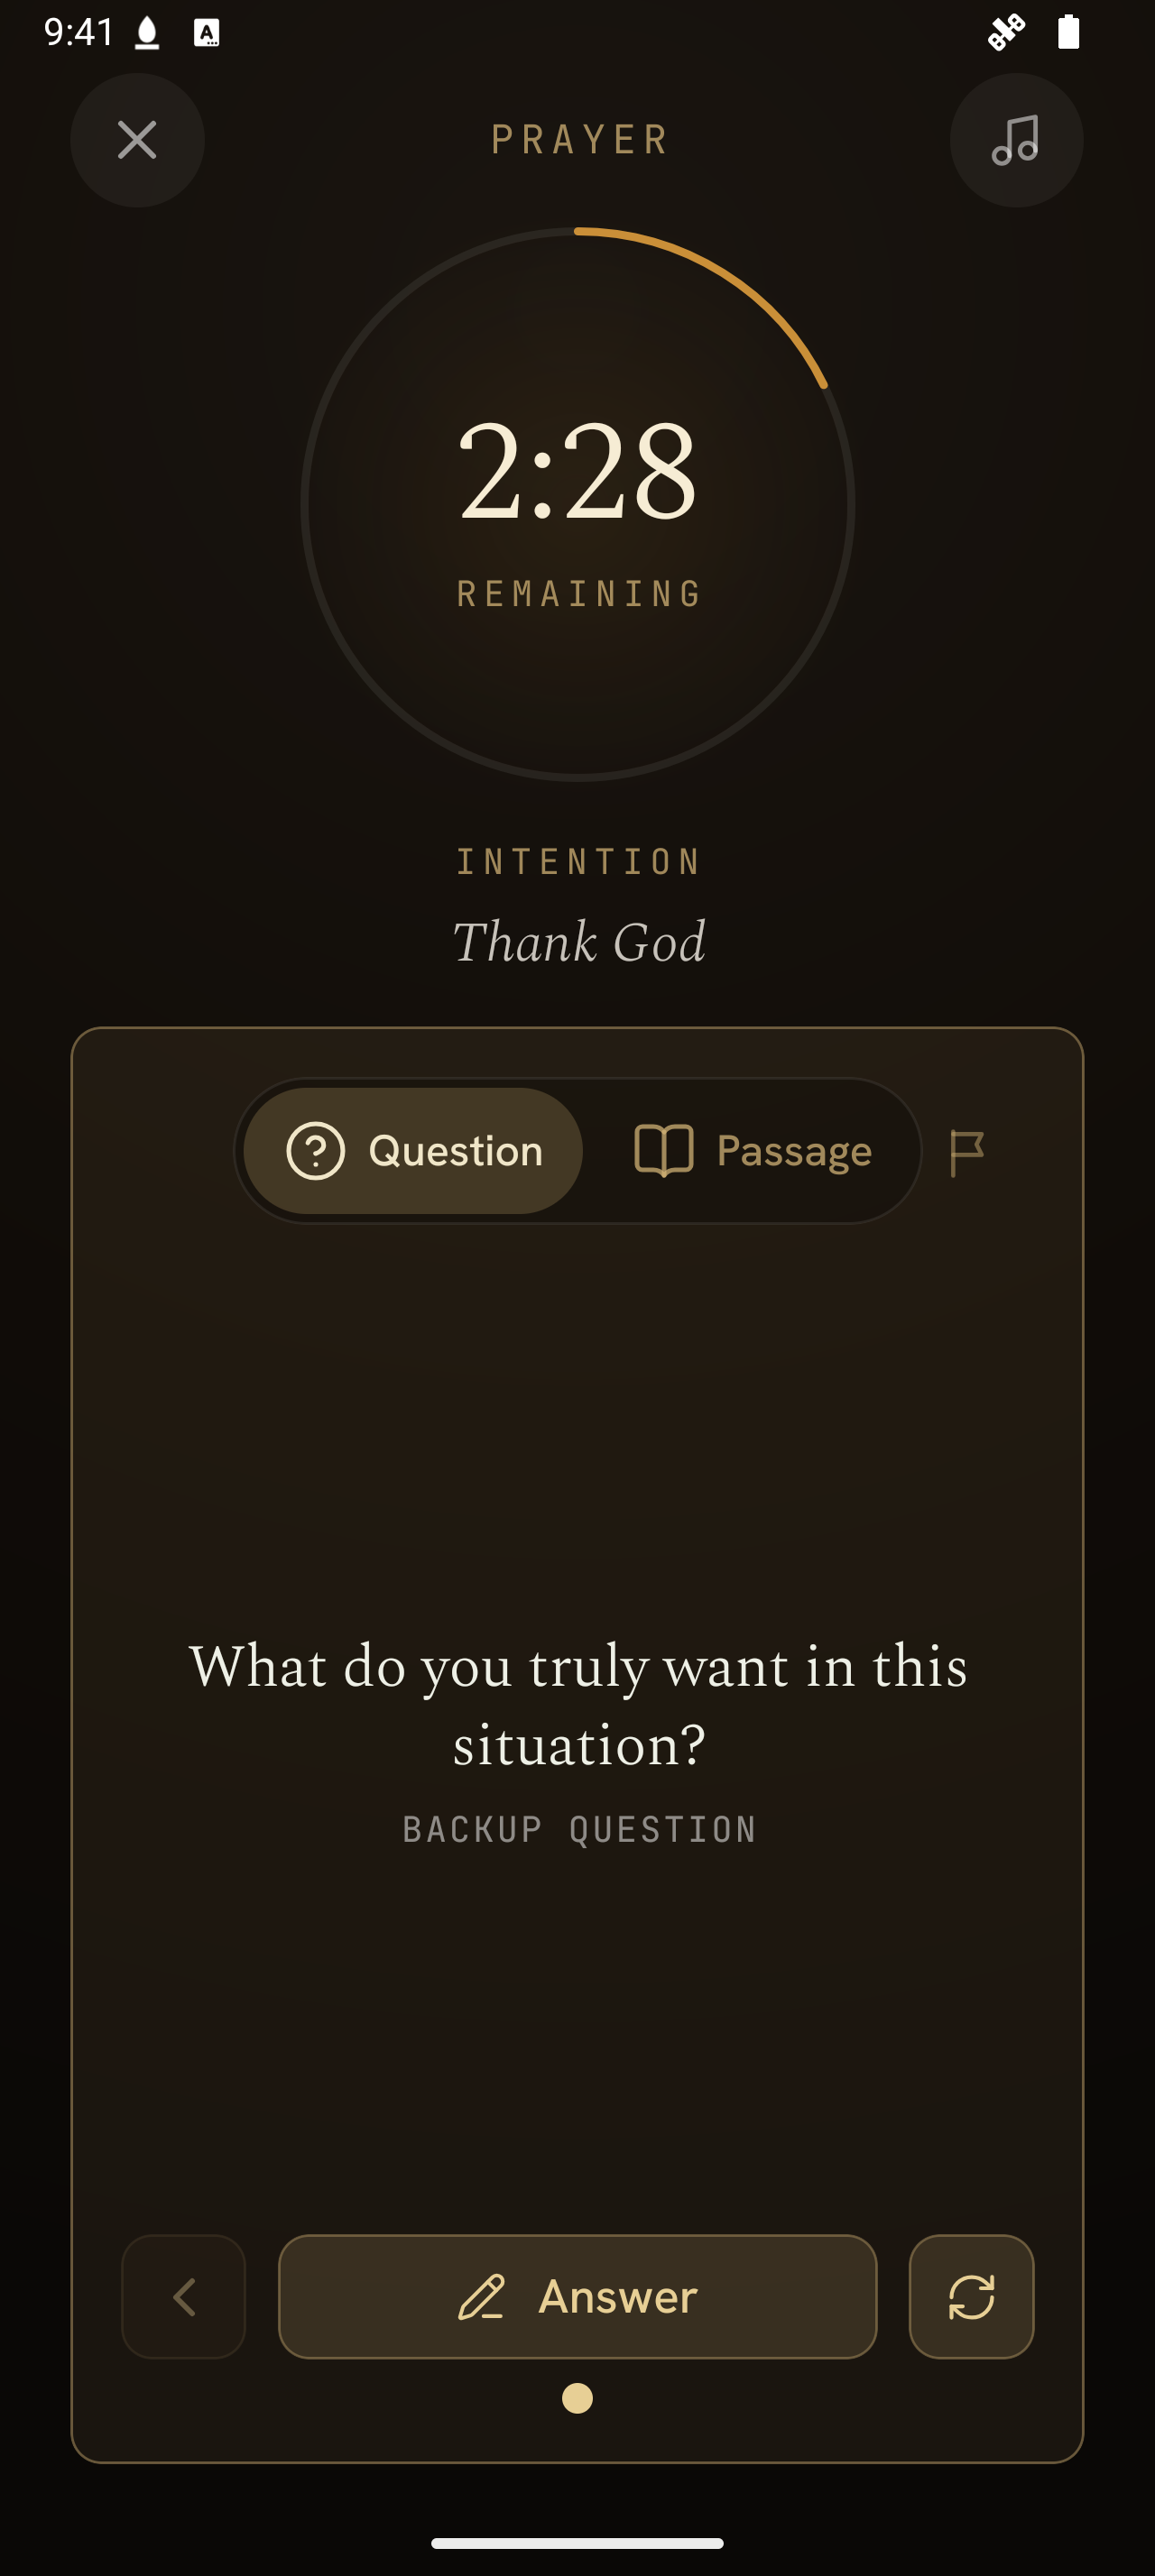 9:41
PRAYER
2:28
REMAINING
INTENTION
Thank God
Question
Passage
What do you truly want in this
situation?
BACKUP QUESTION
Answer